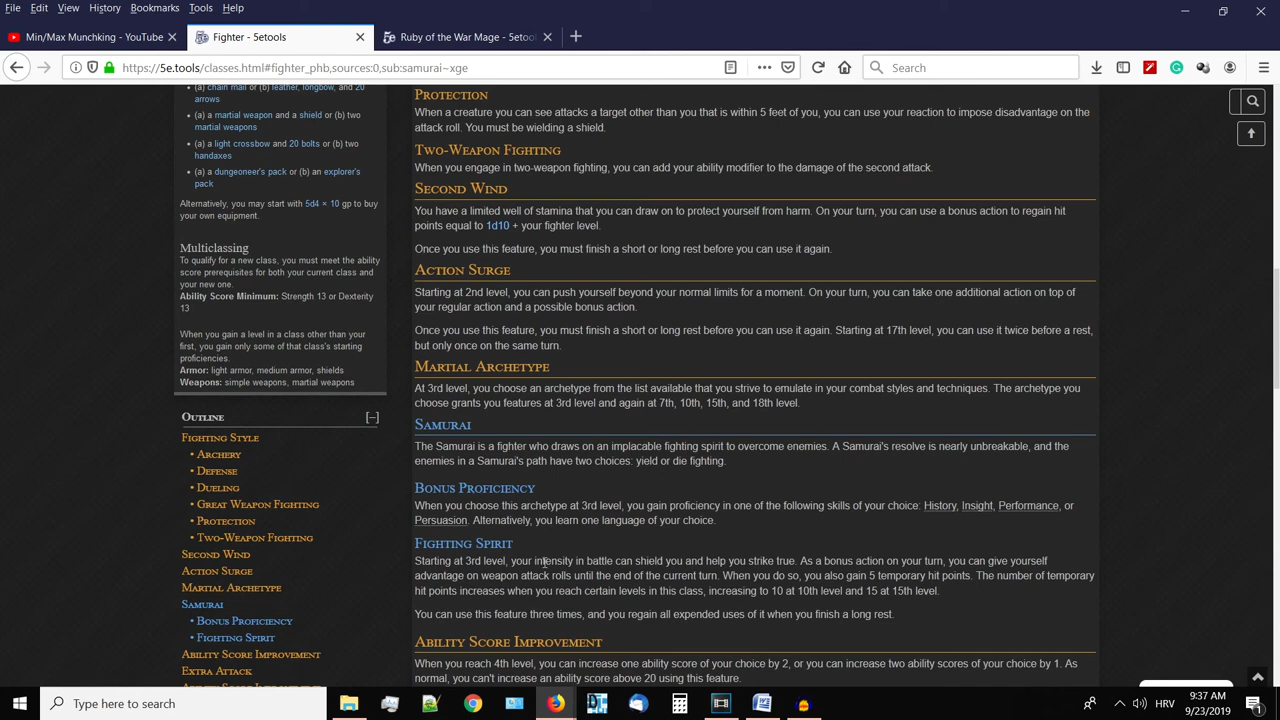 File Edit View History Bookmarks Tools Help
Min/Max Munchking - YouTube
Fighter - 5etools
Ruby of the War Mage - 5etool
https://5e.tools/classes.html#fighter_phb,sources:0,sub:samurai~xge
Search
(a) chain mail or (b) leather, longbow, and 20
arrows
(a) a martial weapon and a shield or (b) two
martial weapons
(a) a light crossbow and 20 bolts or (b) two
handaxes
(a) a dungeoneer's pack or (b) an explorer's
pack
Alternatively, you may start with 5d4 × 10 gp to buy
your own equipment.
Multiclassing
To qualify for a new class, you must meet the ability
score prerequisites for both your current class and
your new one.
Ability Score Minimum: Strength 13 or Dexterity
13
When you gain a level in a class other than your
first, you gain only some of that class's starting
proficiencies.
Armor: light armor, medium armor, shields
Weapons: simple weapons, martial weapons
Outline [–]
Fighting Style
• Archery
• Defense
• Dueling
• Great Weapon Fighting
• Protection
• Two-Weapon Fighting
Second Wind
Action Surge
Martial Archetype
Samurai
• Bonus Proficiency
• Fighting Spirit
Ability Score Improvement
Extra Attack
Protection
When a creature you can see attacks a target other than you that is within 5 feet of you, you can use your reaction to impose disadvantage on the
attack roll. You must be wielding a shield.
Two-Weapon Fighting
When you engage in two-weapon fighting, you can add your ability modifier to the damage of the second attack.
Second Wind
You have a limited well of stamina that you can draw on to protect yourself from harm. On your turn, you can use a bonus action to regain hit
points equal to 1d10 + your fighter level.
Once you use this feature, you must finish a short or long rest before you can use it again.
Action Surge
Starting at 2nd level, you can push yourself beyond your normal limits for a moment. On your turn, you can take one additional action on top of
your regular action and a possible bonus action.
Once you use this feature, you must finish a short or long rest before you can use it again. Starting at 17th level, you can use it twice before a rest,
but only once on the same turn.
Martial Archetype
At 3rd level, you choose an archetype from the list available that you strive to emulate in your combat styles and techniques. The archetype you
choose grants you features at 3rd level and again at 7th, 10th, 15th, and 18th level.
Samurai
The Samurai is a fighter who draws on an implacable fighting spirit to overcome enemies. A Samurai's resolve is nearly unbreakable, and the
enemies in a Samurai's path have two choices: yield or die fighting.
Bonus Proficiency
When you choose this archetype at 3rd level, you gain proficiency in one of the following skills of your choice: History, Insight, Performance, or
Persuasion. Alternatively, you learn one language of your choice.
Fighting Spirit
Starting at 3rd level, your intensity in battle can shield you and help you strike true. As a bonus action on your turn, you can give yourself
advantage on weapon attack rolls until the end of the current turn. When you do so, you also gain 5 temporary hit points. The number of temporary
hit points increases when you reach certain levels in this class, increasing to 10 at 10th level and 15 at 15th level.
You can use this feature three times, and you regain all expended uses of it when you finish a long rest.
Ability Score Improvement
When you reach 4th level, you can increase one ability score of your choice by 2, or you can increase two ability scores of your choice by 1. As
normal, you can't increase an ability score above 20 using this feature.
Type here to search
HRV
9:37 AM
9/23/2019